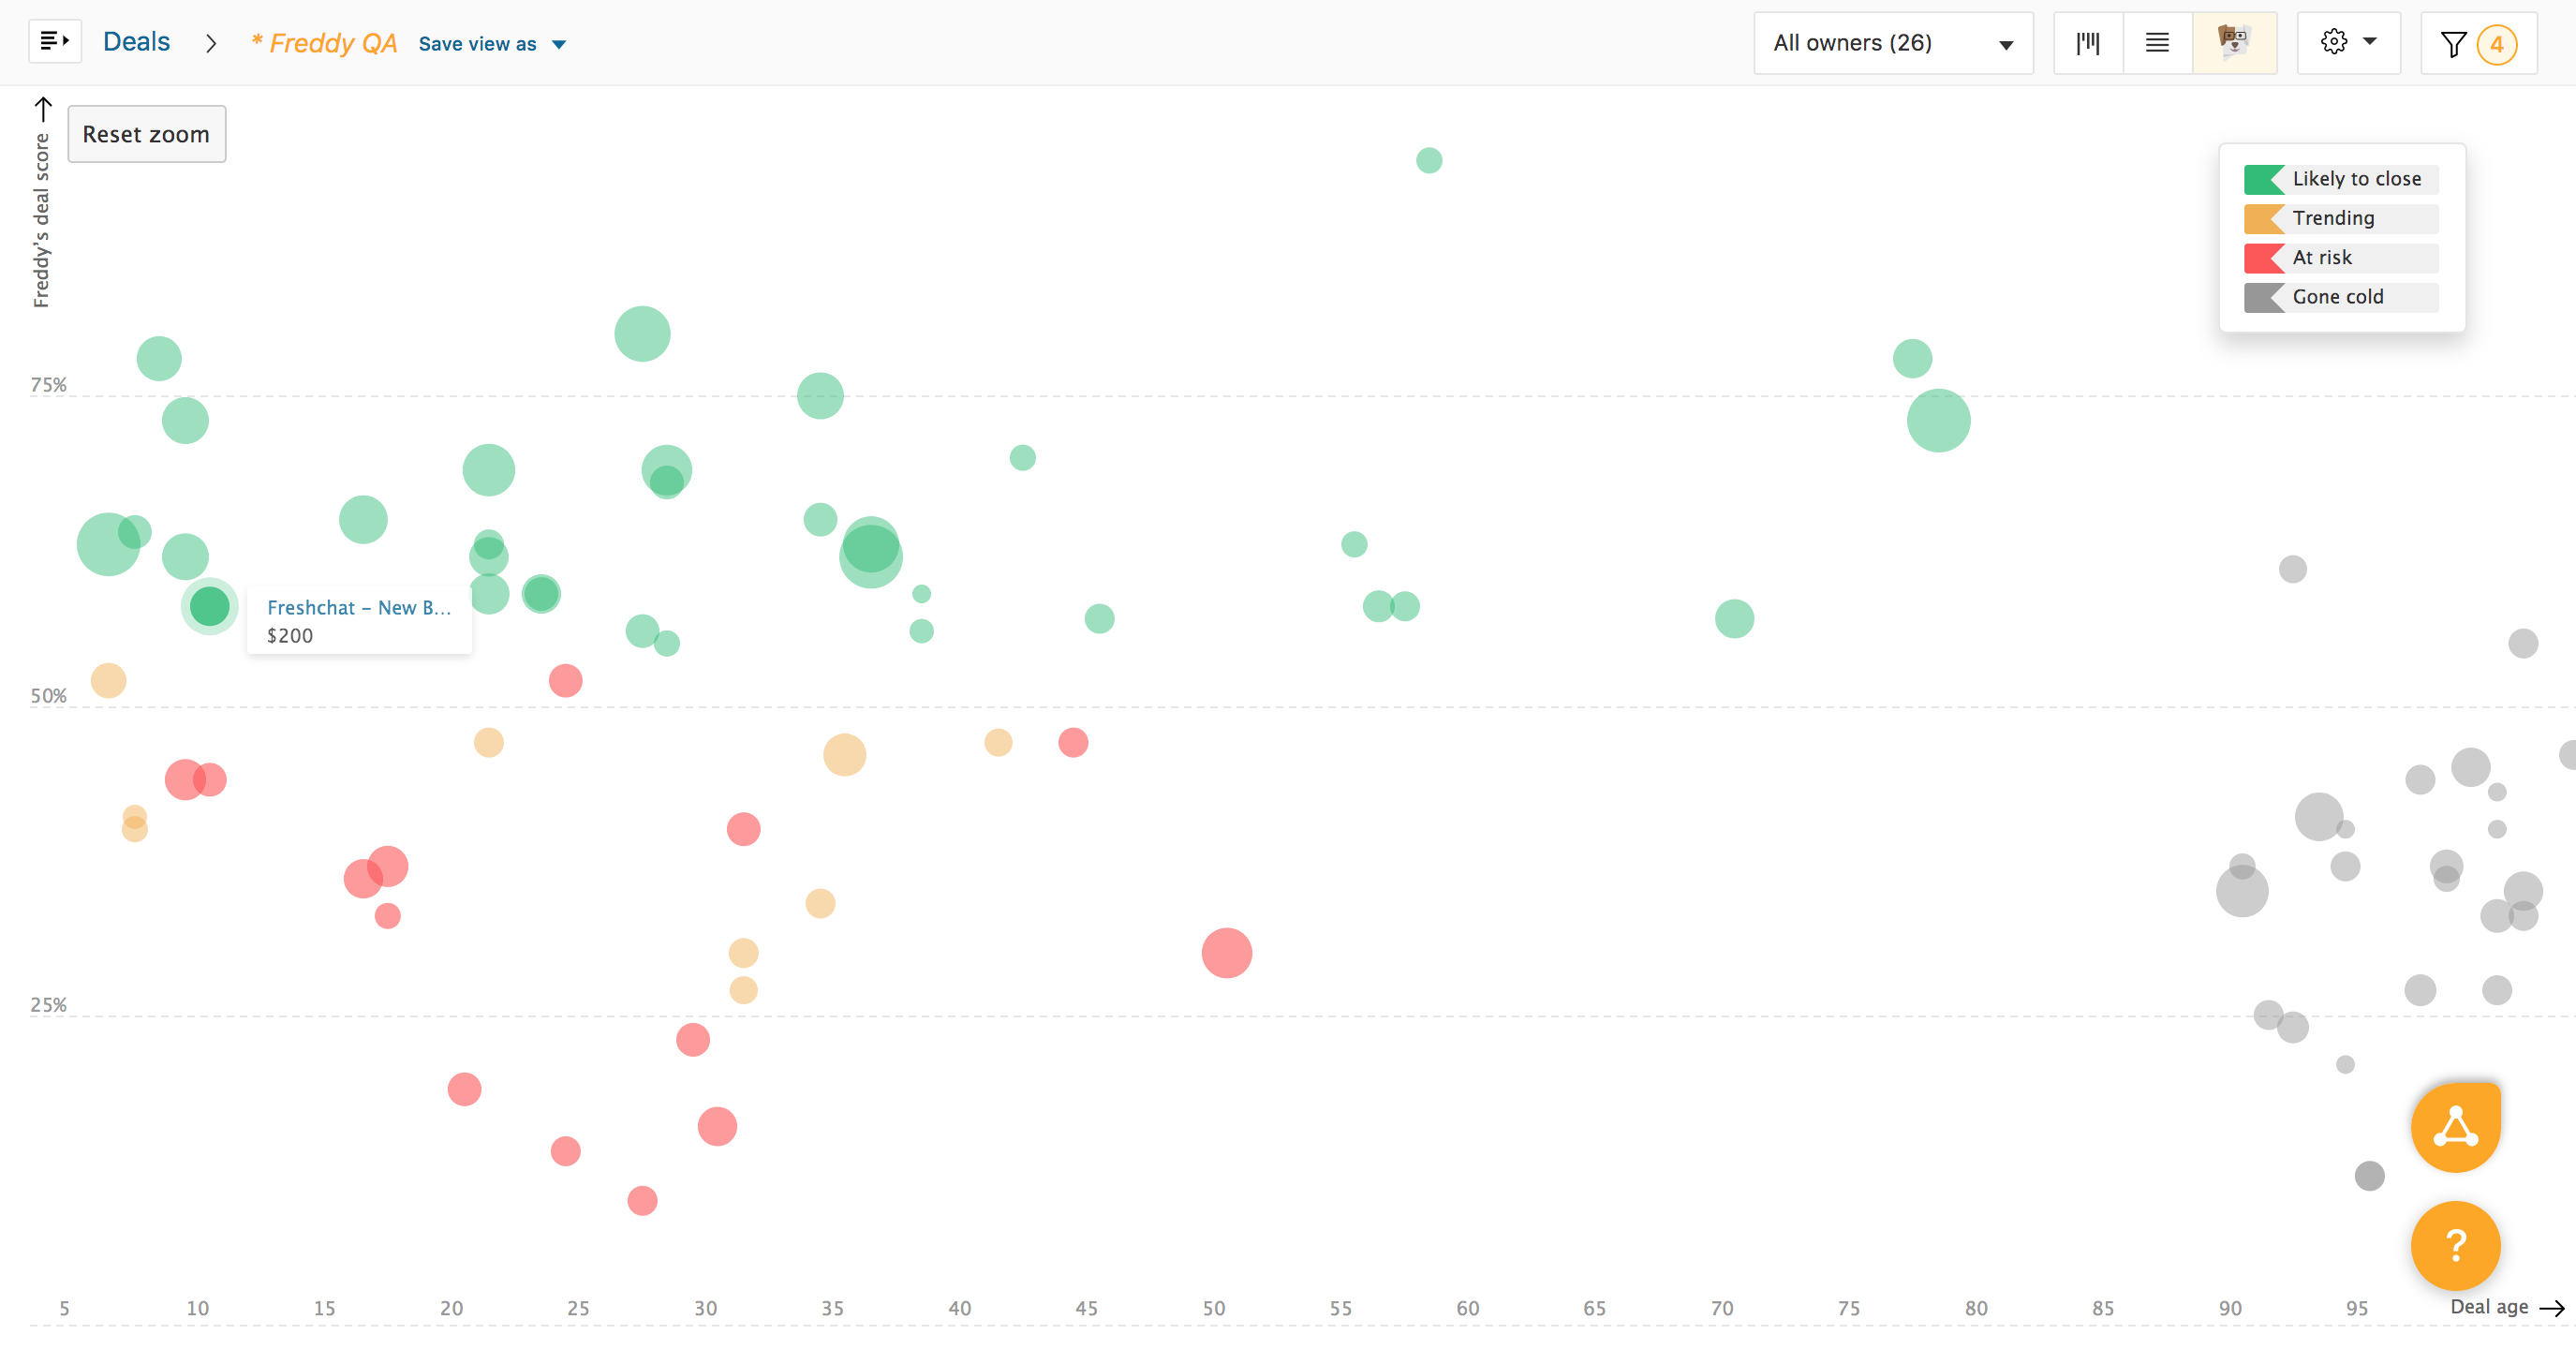 Deals > * Freddy QA Save view as
All owners (26)
4
Freddy's deal score
Reset zoom
Likely to close
Trending
At risk
Gone cold
75%
Freshchat – New B...
$200
50%
25%
?
5 10 15 20 25 30 35 40 45 50 55 60 65 70 75 80 85 90 95 Deal age